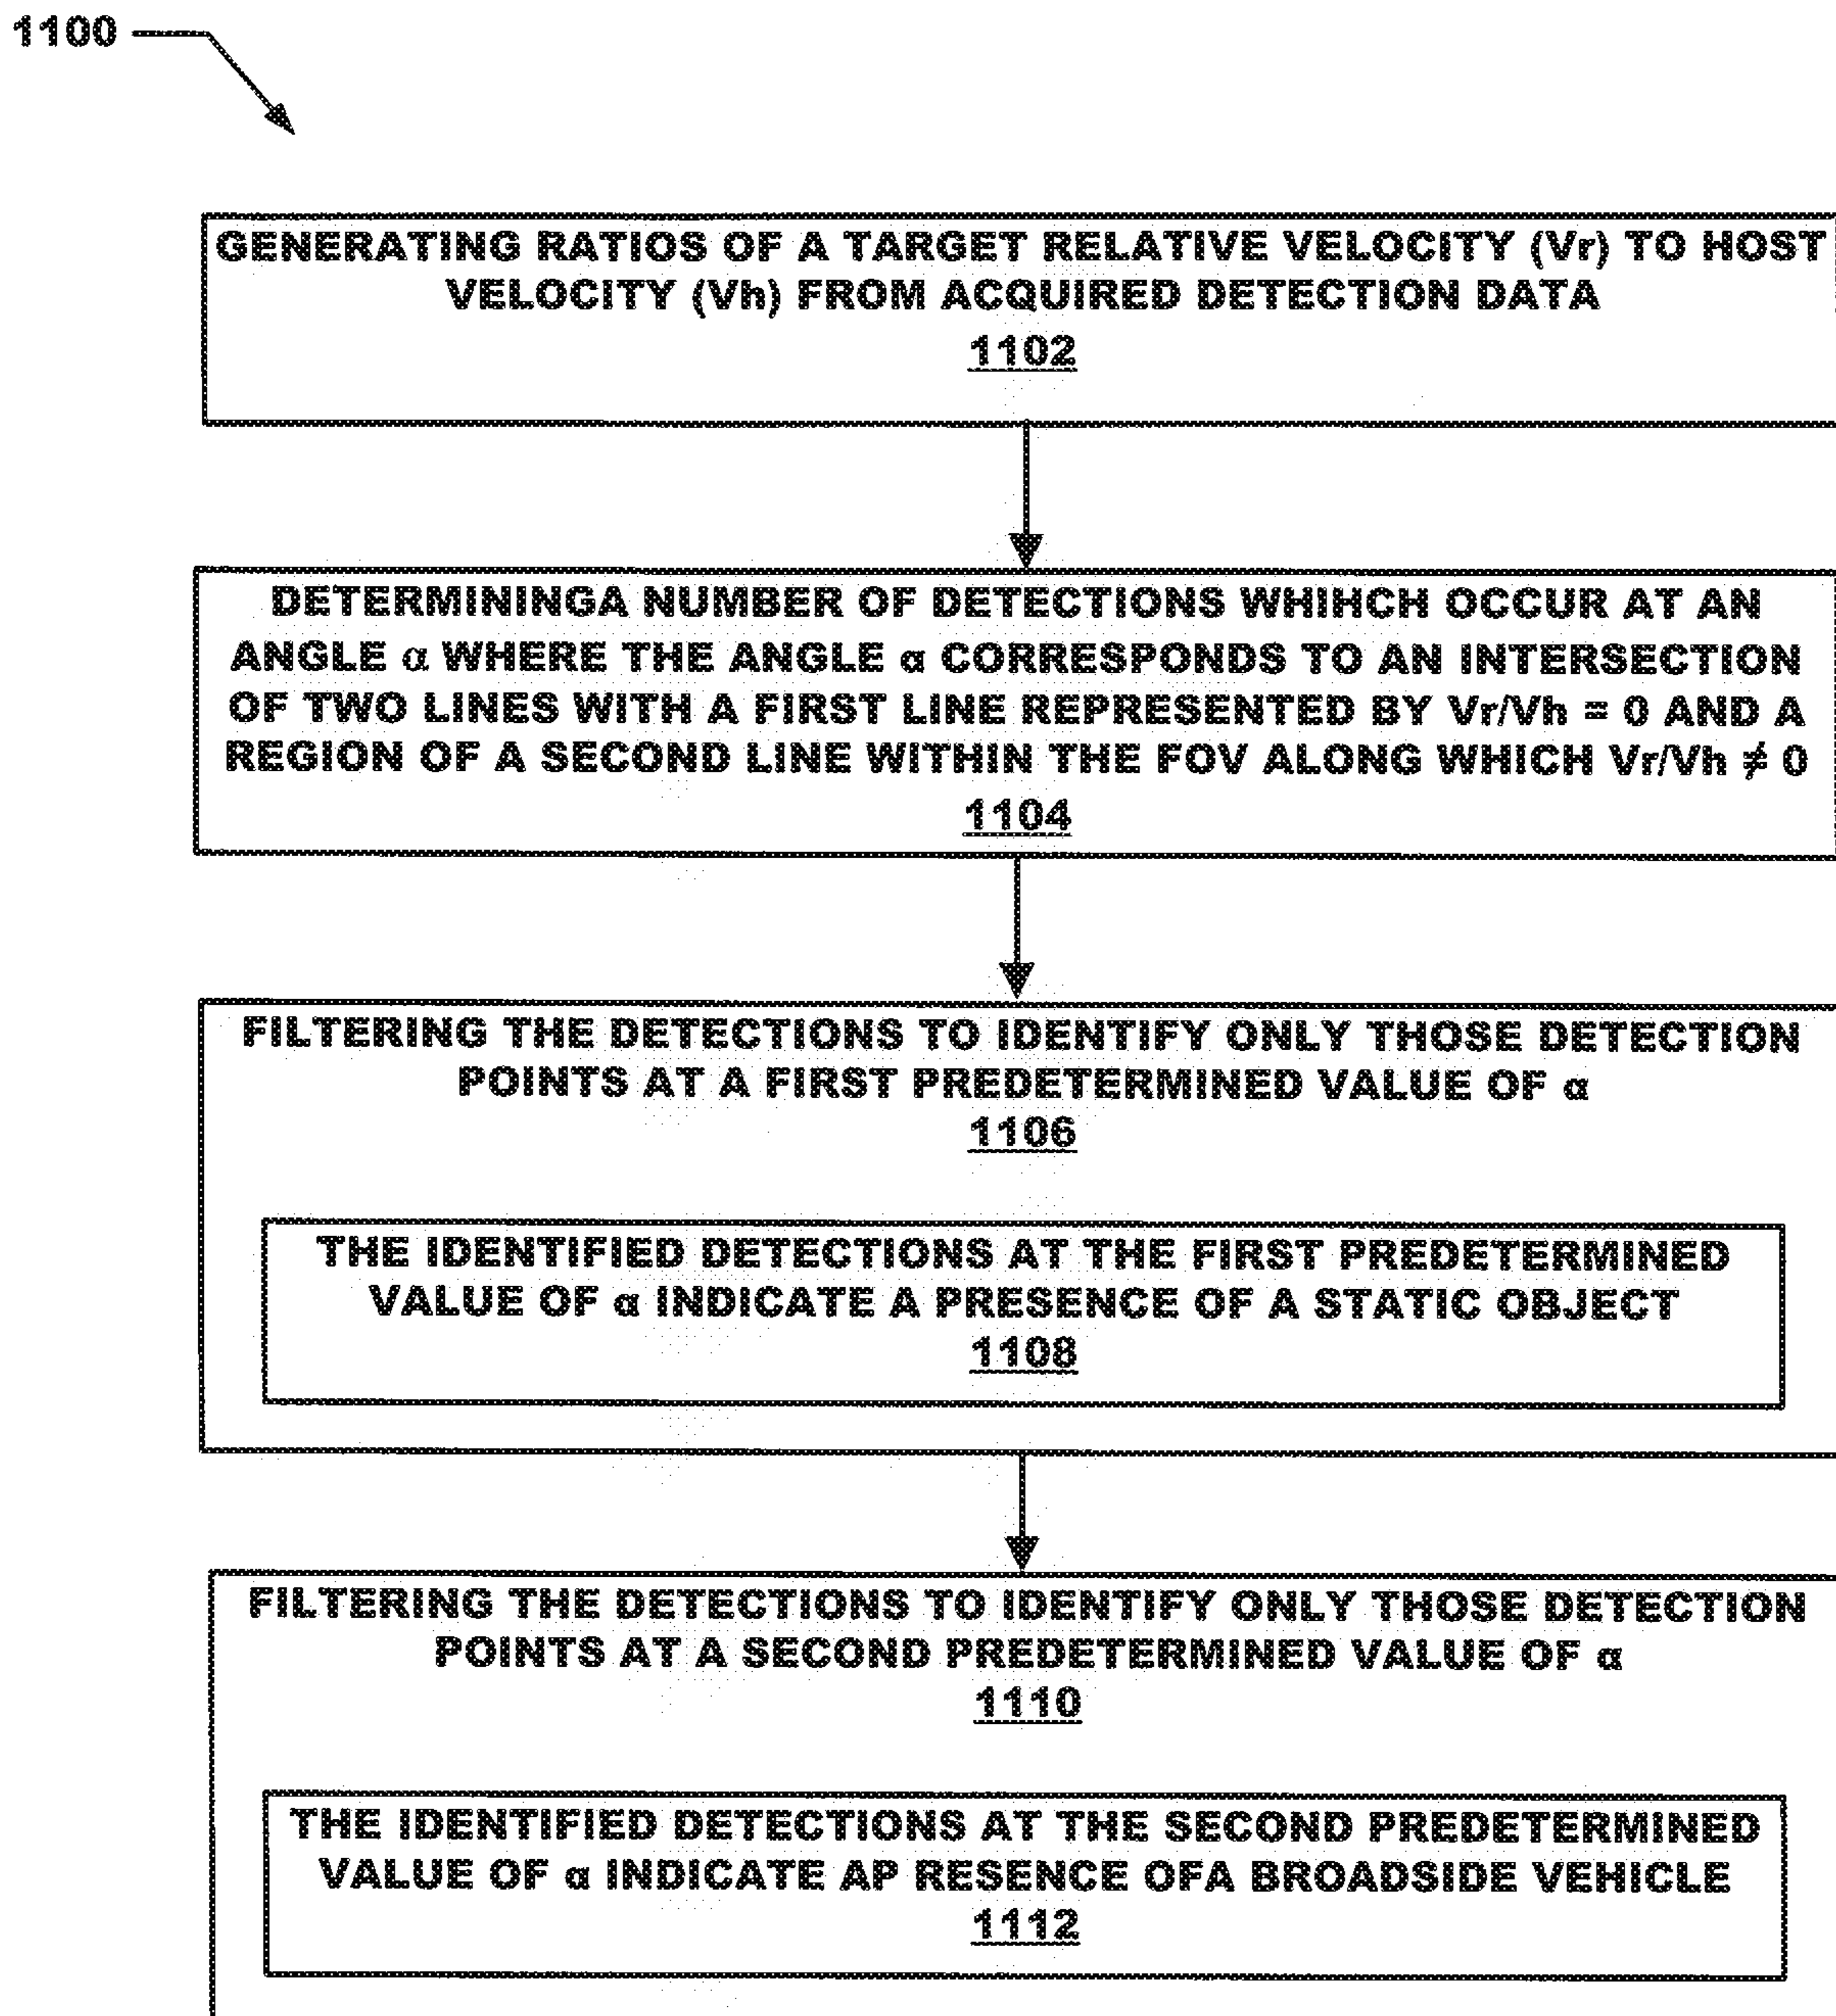 1100
GENERATING RATIOS OF A TARGET RELATIVE VELOCITY (Vr) TO HOST
VELOCITY (Vh) FROM ACQUIRED DETECTION DATA
1102
DETERMININGA NUMBER OF DETECTIONS WHIHCH OCCUR AT AN
ANGLE α WHERE THE ANGLE α CORRESPONDS TO AN INTERSECTION
OF TWO LINES WITH A FIRST LINE REPRESENTED BY Vr/Vh = 0 AND A
REGION OF A SECOND LINE WITHIN THE FOV ALONG WHICH Vr/Vh ≠ 0
1104
FILTERING THE DETECTIONS TO IDENTIFY ONLY THOSE DETECTION
POINTS AT A FIRST PREDETERMINED VALUE OF α
1106
THE IDENTIFIED DETECTIONS AT THE FIRST PREDETERMINED
VALUE OF α INDICATE A PRESENCE OF A STATIC OBJECT
1108
FILTERING THE DETECTIONS TO IDENTIFY ONLY THOSE DETECTION
POINTS AT A SECOND PREDETERMINED VALUE OF α
1110
THE IDENTIFIED DETECTIONS AT THE SECOND PREDETERMINED
VALUE OF α INDICATE AP RESENCE OFA BROADSIDE VEHICLE
1112